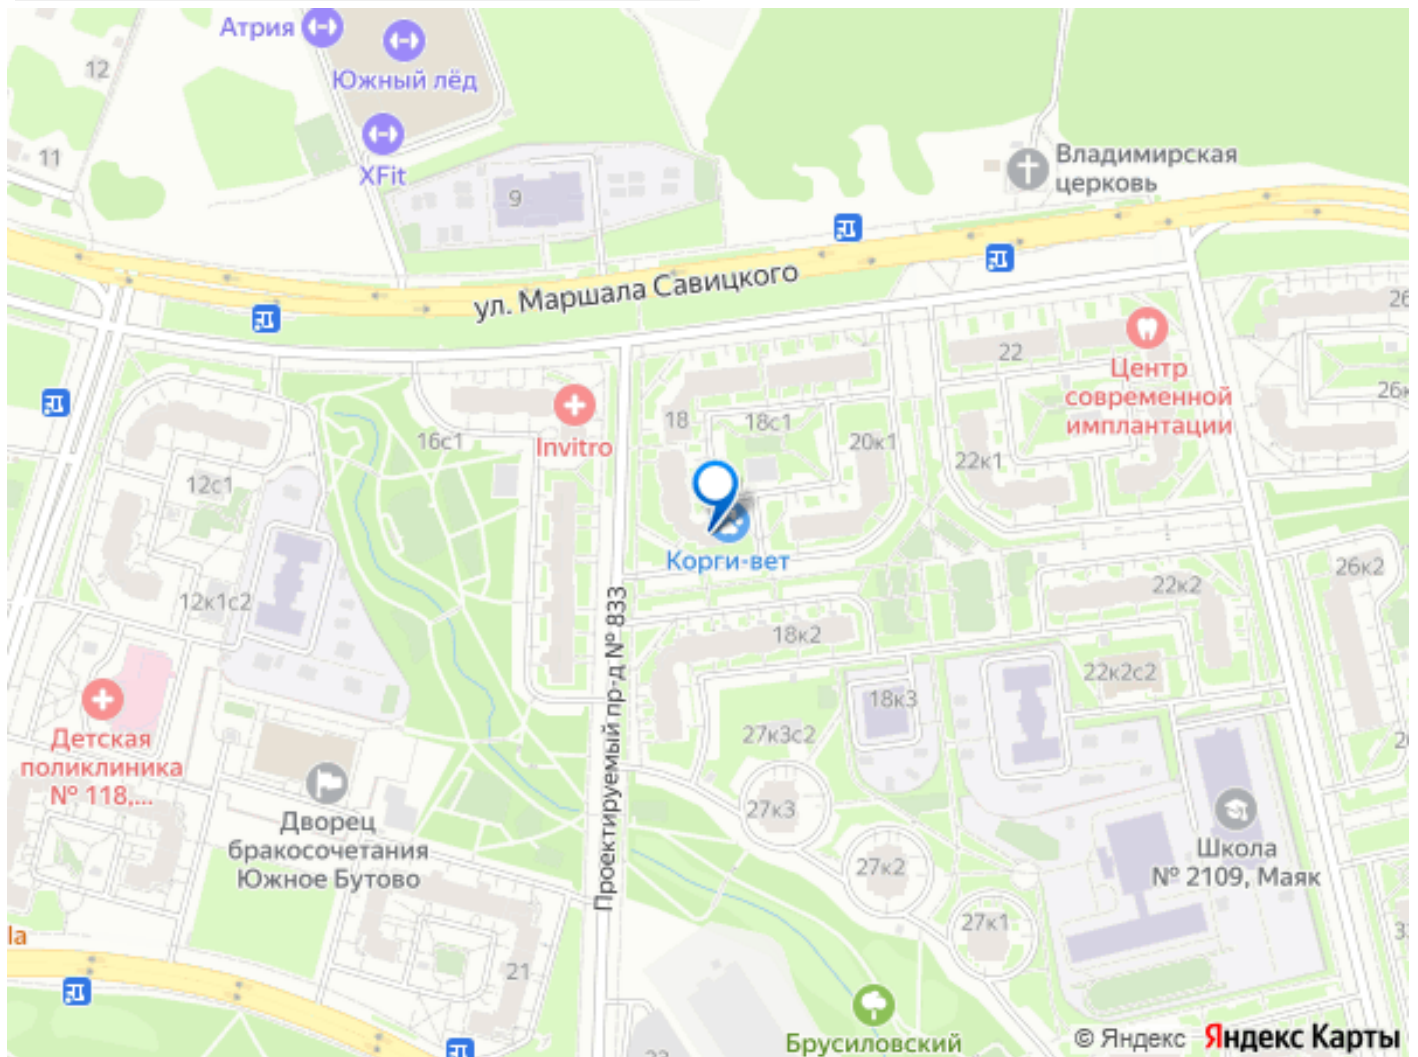 Атрия
Южный лёд
12
11
XFit
9
Владимирская
церковь
ул. Маршала Савицкого
Invitro
16с1
18
18с1
20к1
22
22к1
Центр
современной
имплантации
12с1
12к1с2
Корги-вет
18к2
22к2
26к2
22к2с2
18к3
27к3с2
27к3
27к2
27к1
Проектируемый пр-д № 833
Детская
поликлиника
№ 118,...
Дворец
бракосочетания
Южное Бутово
Школа
№ 2109, Маяк
21
Брусиловский
© Яндекс Яндекс Карты